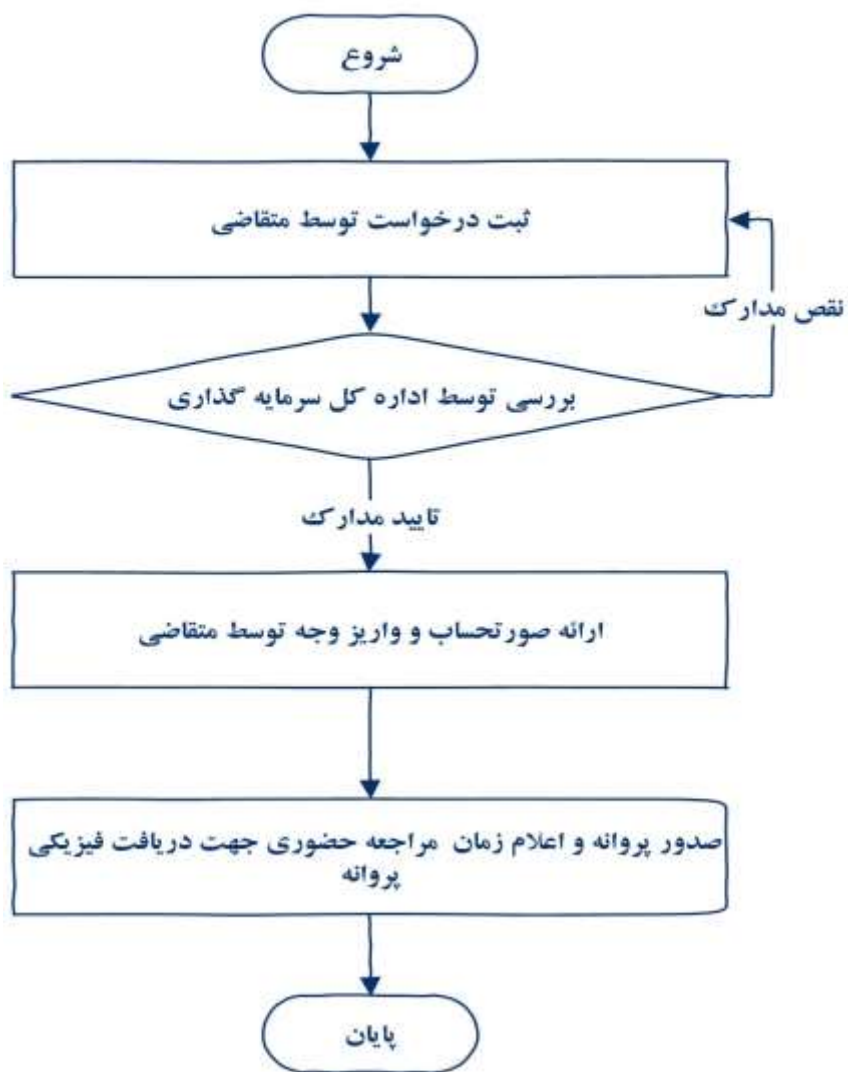 شروع
ثبت درخواست توسط متقاضی
نقص مدارک
بررسی توسط اداره کل سرمایه گذاری
تایید مدارک
ارائه صورتحساب و واریز وجه توسط متقاضی
صدور پروانه و اعلام زمان مراجعه حضوری جهت دریافت فیزیکی
پروانه
پایان